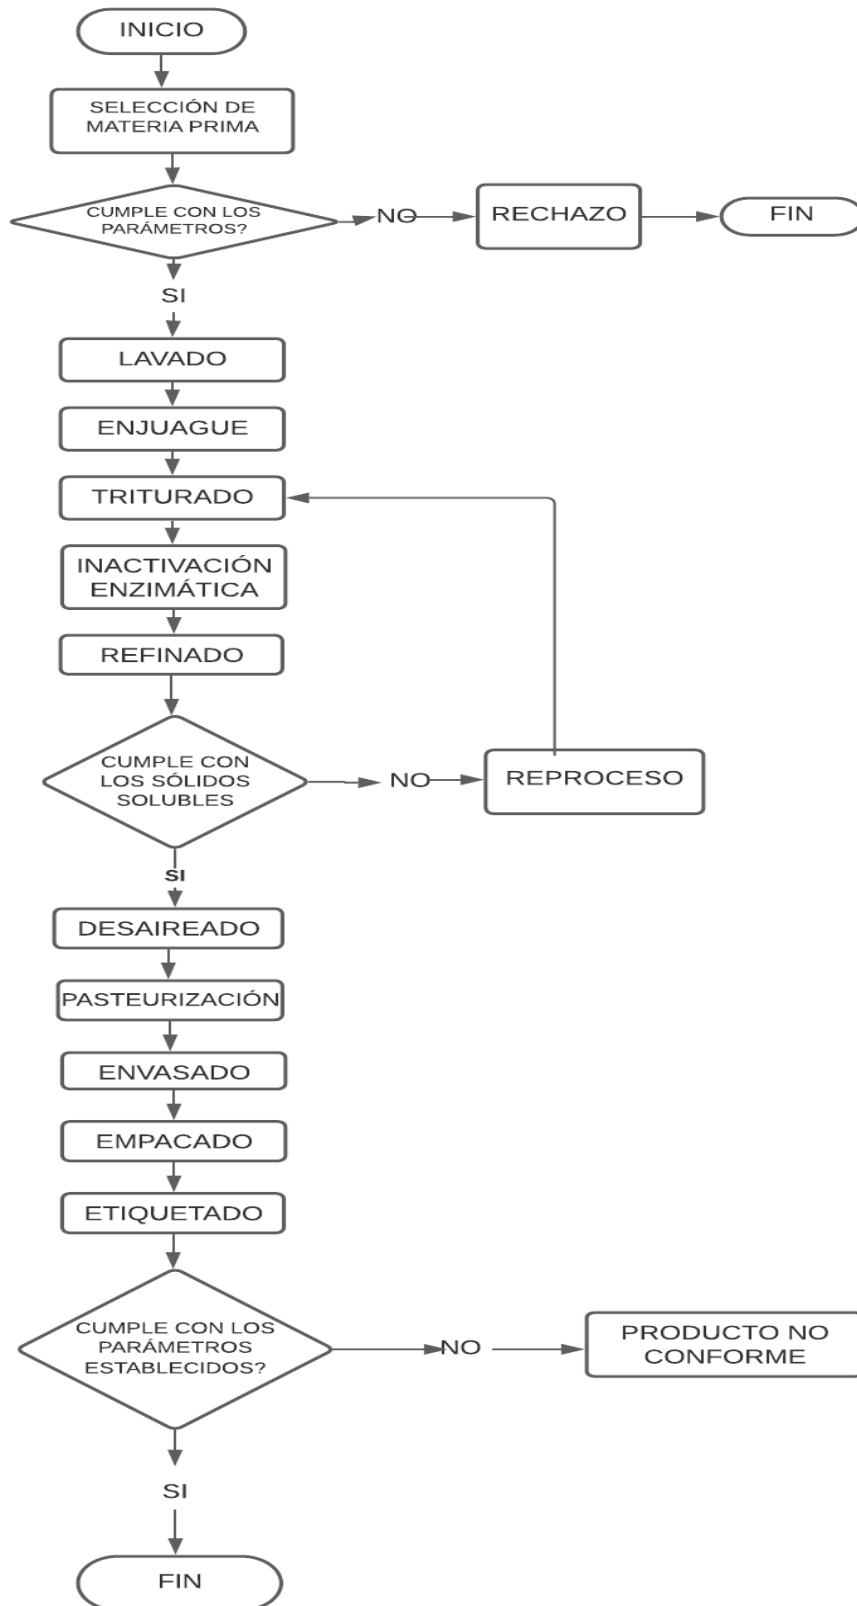 INICIO
SELECCIÓN DE
MATERIA PRIMA
CUMPLE CON LOS
PARÁMETROS?
NO
RECHAZO
FIN
SI
LAVADO
ENJUAGUE
TRITURADO
INACTIVACIÓN
ENZIMÁTICA
REFINADO
CUMPLE CON
LOS SÓLIDOS
SOLUBLES
NO
REPROCESO
SI
DESAIREADO
PASTEURIZACIÓN
ENVASADO
EMPACADO
ETIQUETADO
CUMPLE CON LOS
PARÁMETROS
ESTABLECIDOS?
NO
PRODUCTO NO
CONFORME
SI
FIN